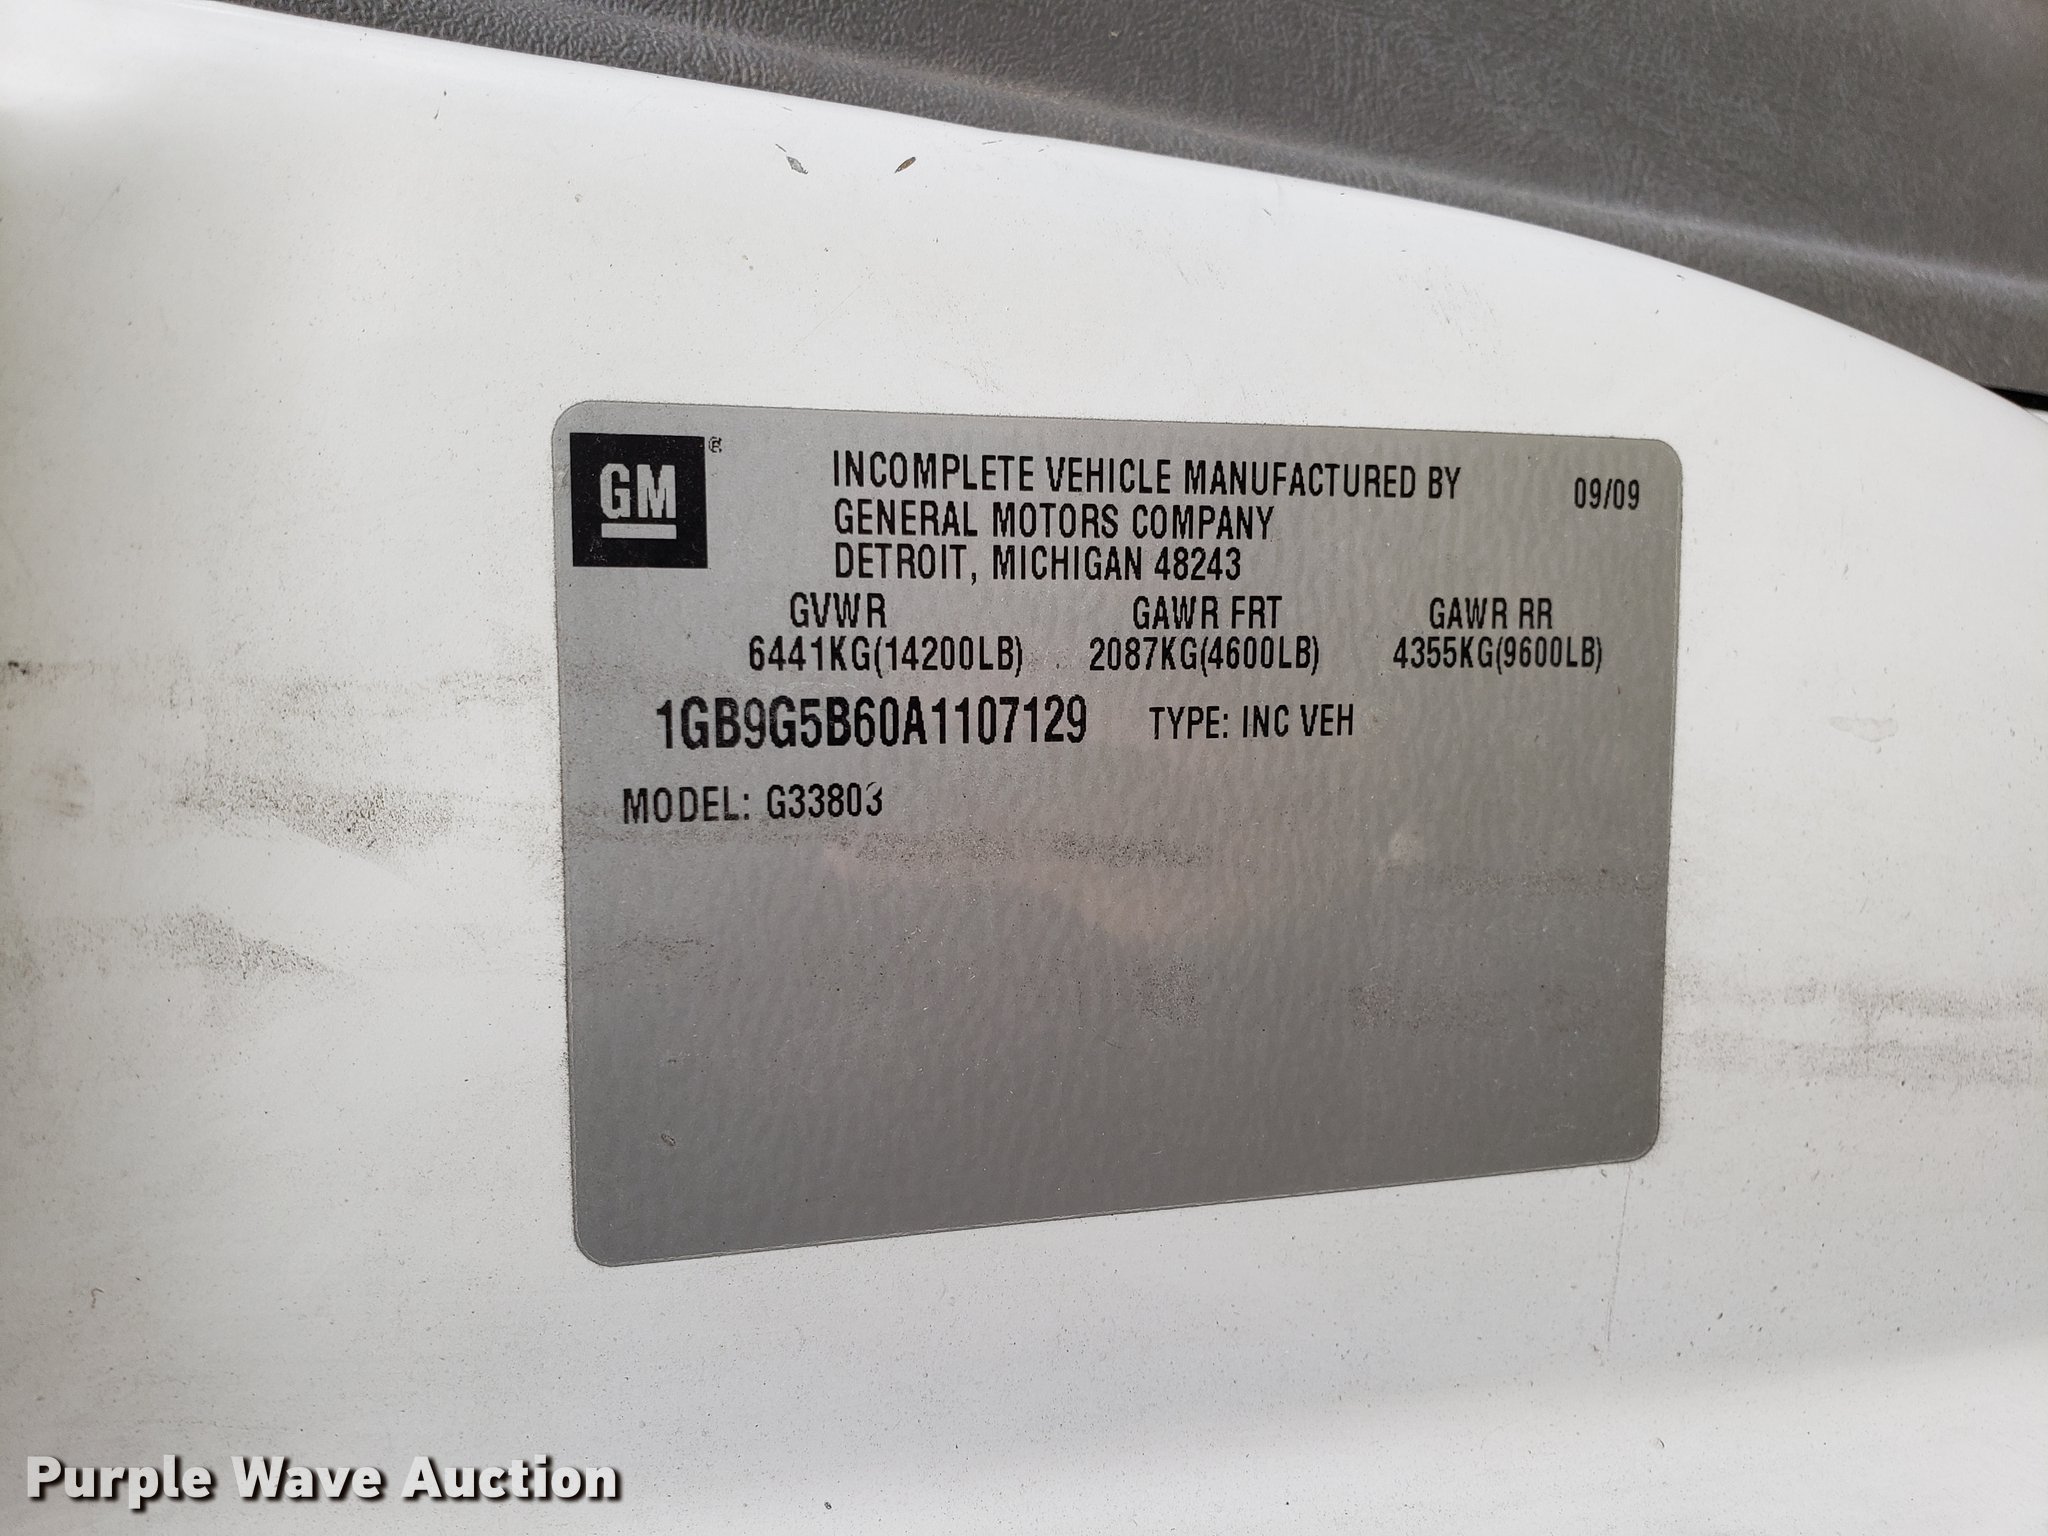 GM®
INCOMPLETE VEHICLE MANUFACTURED BY 09/09
GENERAL MOTORS COMPANY
DETROIT, MICHIGAN 48243
GVWR GAWR FRT GAWR RR
6441KG(14200LB) 2087KG(4600LB) 4355KG(9600LB)
1GB9G5B60A1107129 TYPE: INC VEH
MODEL: G33803
Purple Wave Auction